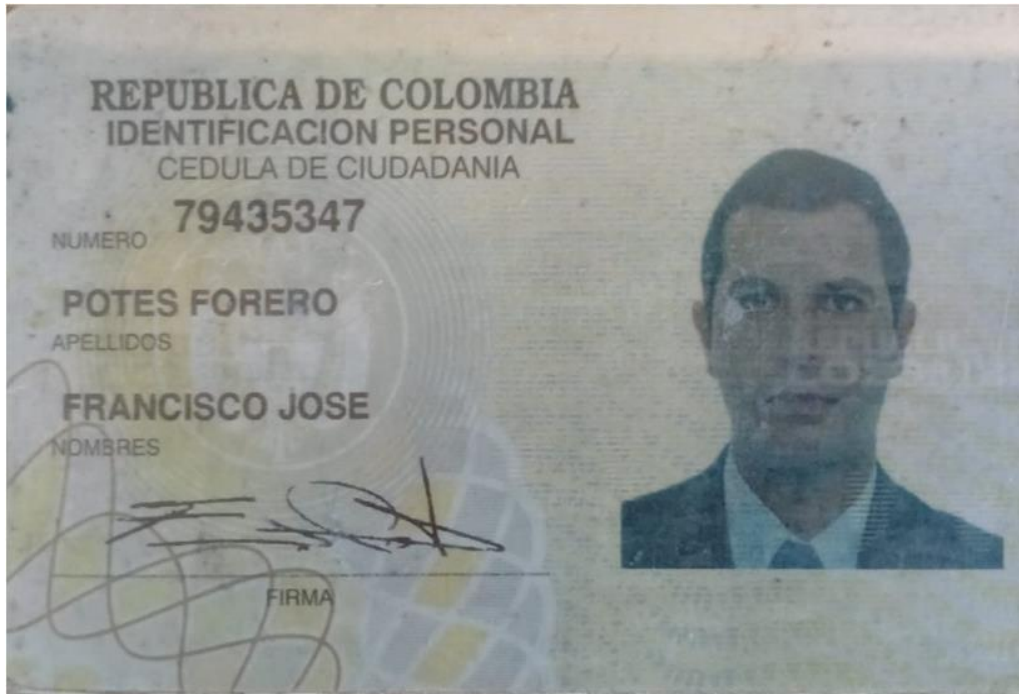 REPUBLICA DE COLOMBIA
IDENTIFICACION PERSONAL
CEDULA DE CIUDADANIA
NUMERO 79435347
POTES FORERO
APELLIDOS
FRANCISCO JOSE
NOMBRES
FIRMA